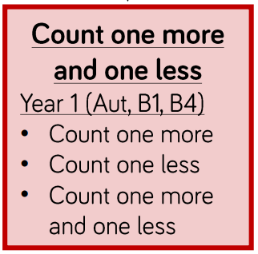 Count one more
and one less
Year 1 (Aut, B1, B4)
• Count one more
• Count one less
• Count one more
and one less